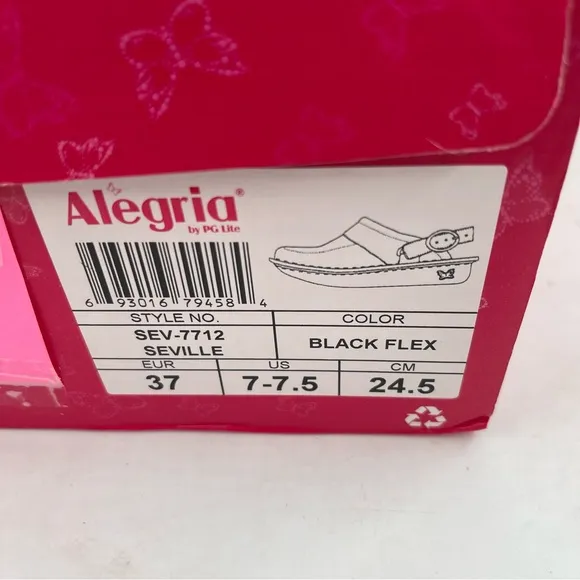 Alegria®
by PG Lite
6 93016 79458 4
STYLE NO. COLOR
SEV-7712
SEVILLE
BLACK FLEX
EUR US CM
37 7-7.5 24.5